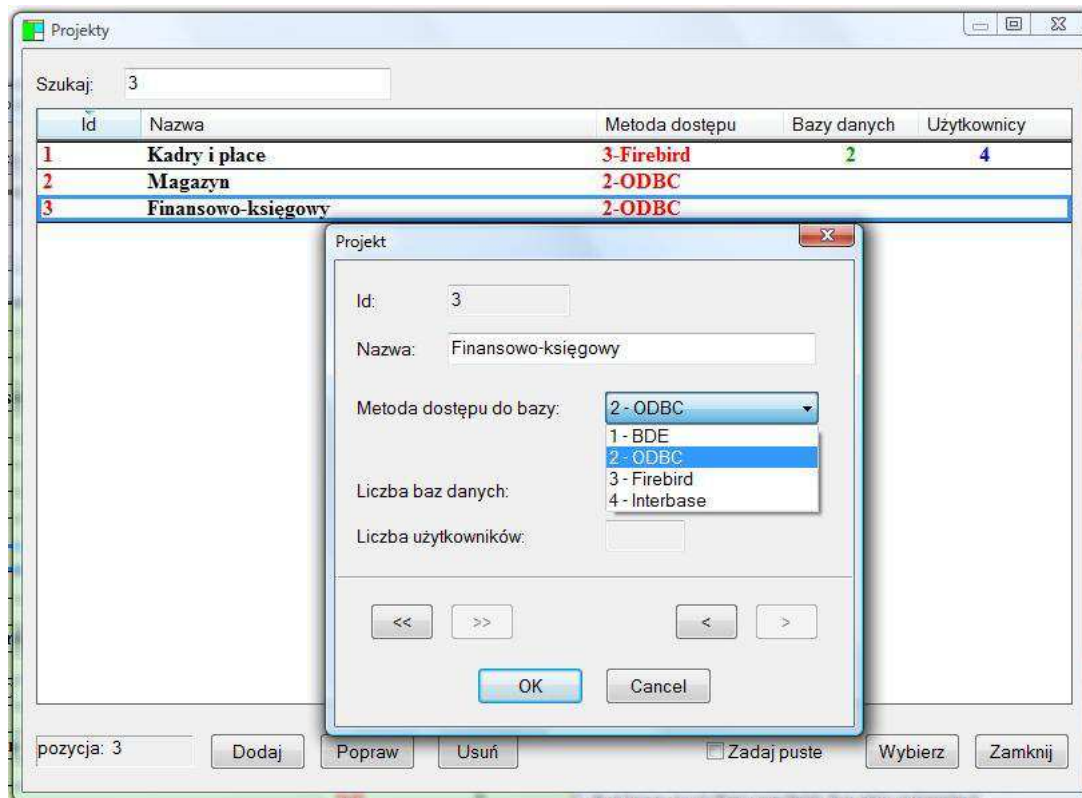 Projekty
Szukaj: 3
Id Nazwa Metoda dostępu Bazy danych Użytkownicy
1 Kadry i płace 3-Firebird 2 4
2 Magazyn 2-ODBC
3 Finansowo-księgowy 2-ODBC
Projekt
Id: 3
Nazwa: Finansowo-księgowy
Metoda dostępu do bazy: 2 - ODBC
1 - BDE
2 - ODBC
3 - Firebird
4 - Interbase
Liczba baz danych:
Liczba użytkowników:
<< >> < >
OK Cancel
pozycja: 3 Dodaj Popraw Usuń Zadaj puste Wybierz Zamknij